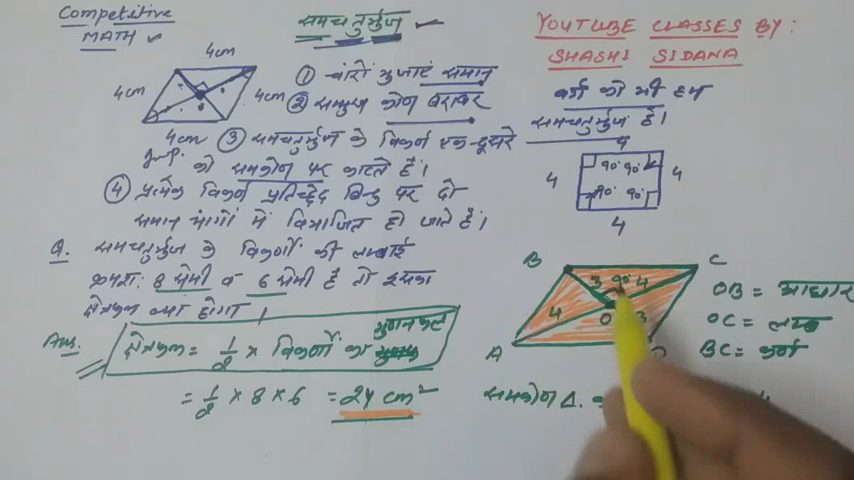 Competitive
MATH
समचतुर्भुज
YOUTUBE CLASSES BY:
SHASHI SIDANA
4cm
4cm
4cm
4cm
① चारों भुजाएं समान
② सम्मुख कोण बराबर
③ समचतुर्भुज के विकर्ण एक-दूसरे
Imp.
को समकोण पर काटते हैं।
④ प्रत्येक विकर्ण प्रतिच्छेद बिन्दु पर दो
समान भागों में विभाजित हो जाते हैं।
वर्ग को भी हम
समचतुर्भुज हैं।
4
4
4
4
90°
90°
90°
90°
Q. समचतुर्भुज के विकर्णों की लम्बाई
क्रमशः 8 सेमी व 6 सेमी है तो इसका
क्षेत्रफल क्या होगा।
Ans.
क्षेत्रफल = 1/2 × विकर्णों का गुणनफल
= 1/2 × 8 × 6 = 24 cm²
B
C
3
90°
4
4
O
3
A
OB = आधार
OC = लम्ब
BC = कर्ण
समकोण Δ